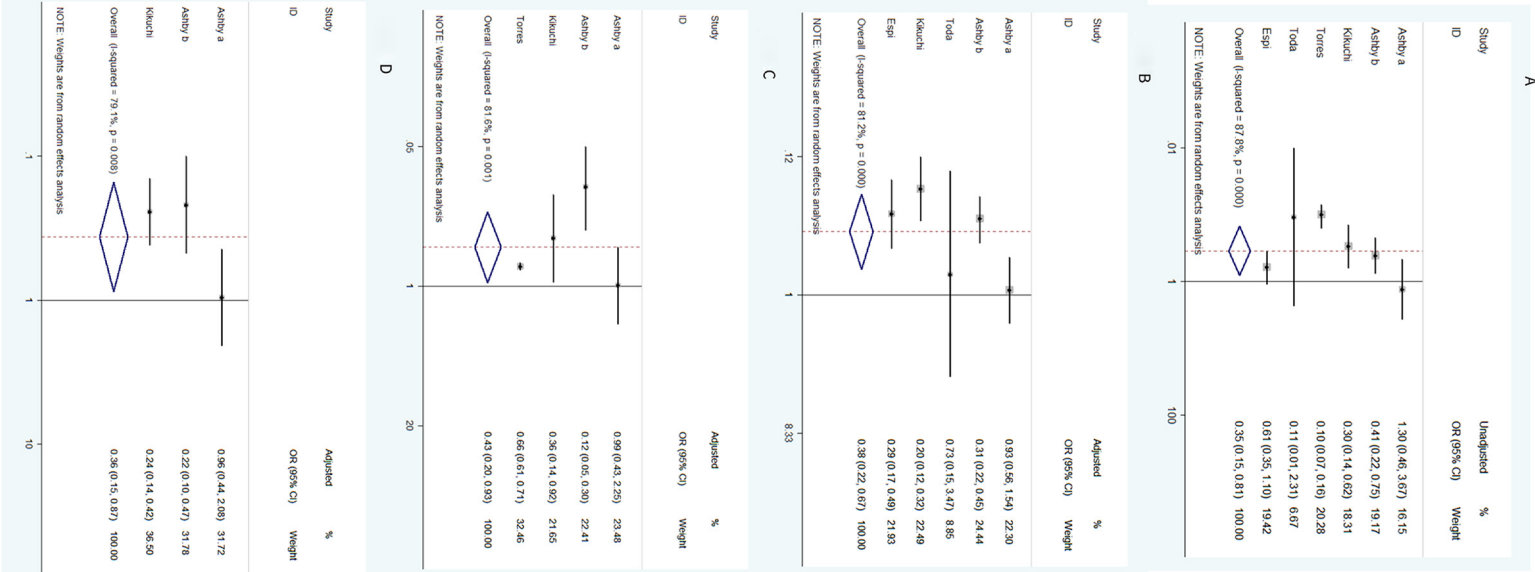 A
Study Unadjusted %
ID OR (95% CI) Weight
Ashby a 1.30 (0.46, 3.67) 16.15
Ashby b 0.41 (0.22, 0.75) 19.17
Kikuchi 0.30 (0.14, 0.62) 18.31
Torres 0.10 (0.07, 0.16) 20.28
Toda 0.11 (0.01, 2.31) 6.67
Espi 0.61 (0.35, 1.10) 19.42
Overall (I-squared = 87.8%, p = 0.000) 0.35 (0.15, 0.81) 100.00
NOTE: Weights are from random effects analysis
.01 1 100
B
Study Adjusted %
ID OR (95% CI) Weight
Ashby a 0.93 (0.56, 1.54) 22.30
Ashby b 0.31 (0.22, 0.45) 24.44
Toda 0.73 (0.15, 3.47) 8.85
Kikuchi 0.20 (0.12, 0.32) 22.49
Espi 0.29 (0.17, 0.49) 21.93
Overall (I-squared = 81.2%, p = 0.000) 0.38 (0.22, 0.67) 100.00
NOTE: Weights are from random effects analysis
.12 1 8.33
C
Study Adjusted %
ID OR (95% CI) Weight
Ashby a 0.99 (0.43, 2.25) 23.48
Ashby b 0.12 (0.05, 0.30) 22.41
Kikuchi 0.36 (0.14, 0.92) 21.65
Torres 0.66 (0.61, 0.71) 32.46
Overall (I-squared = 81.6%, p = 0.001) 0.43 (0.20, 0.93) 100.00
NOTE: Weights are from random effects analysis
.05 1 20
D
Study Adjusted %
ID OR (95% CI) Weight
Ashby a 0.96 (0.44, 2.08) 31.72
Ashby b 0.22 (0.10, 0.47) 31.78
Kikuchi 0.24 (0.14, 0.42) 36.50
Overall (I-squared = 79.1%, p = 0.008) 0.36 (0.15, 0.87) 100.00
NOTE: Weights are from random effects analysis
.1 1 10